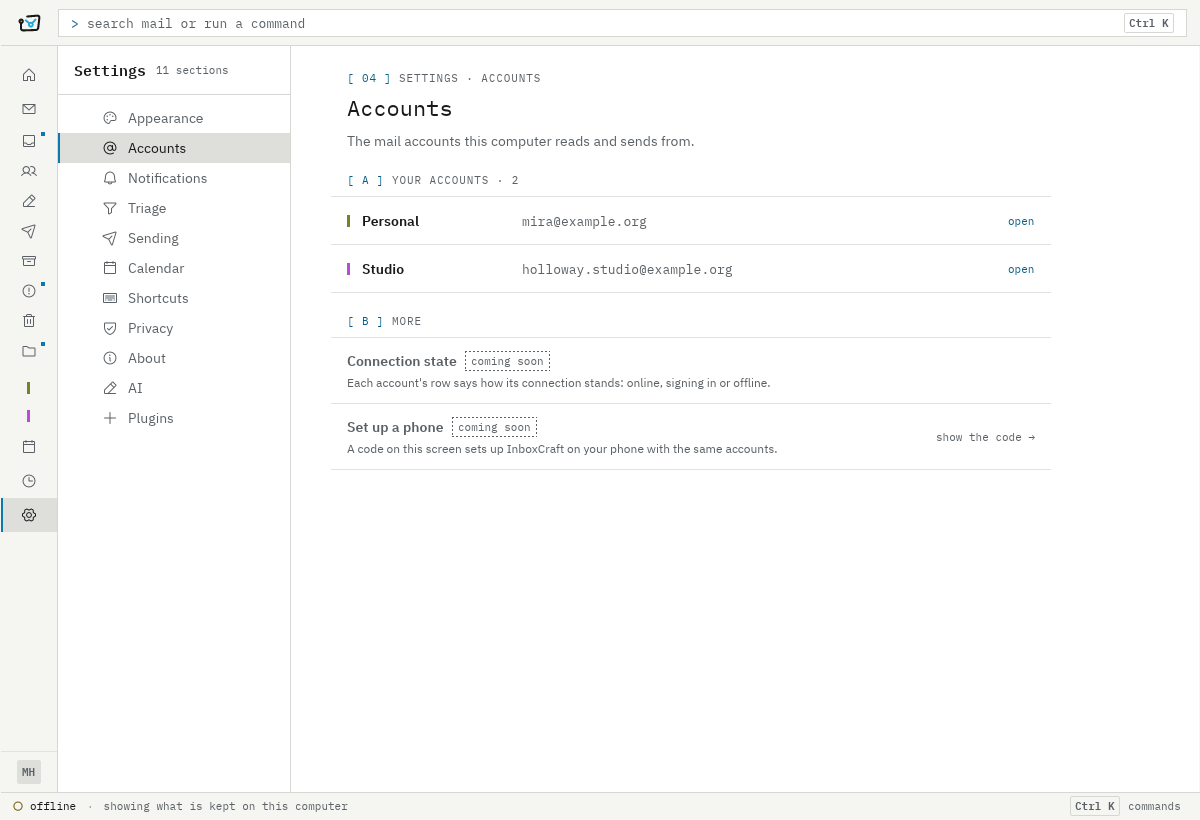 > search mail or run a command Ctrl K
Settings 11 sections
Appearance
Accounts
Notifications
Triage
Sending
Calendar
Shortcuts
Privacy
About
AI
Plugins
MH
[ 04 ] SETTINGS · ACCOUNTS
Accounts
The mail accounts this computer reads and sends from.
[ A ] YOUR ACCOUNTS · 2
Personal mira@example.org open
Studio holloway.studio@example.org open
[ B ] MORE
Connection state coming soon
Each account's row says how its connection stands: online, signing in or offline.
Set up a phone coming soon
A code on this screen sets up InboxCraft on your phone with the same accounts.
show the code →
offline · showing what is kept on this computer
Ctrl K commands